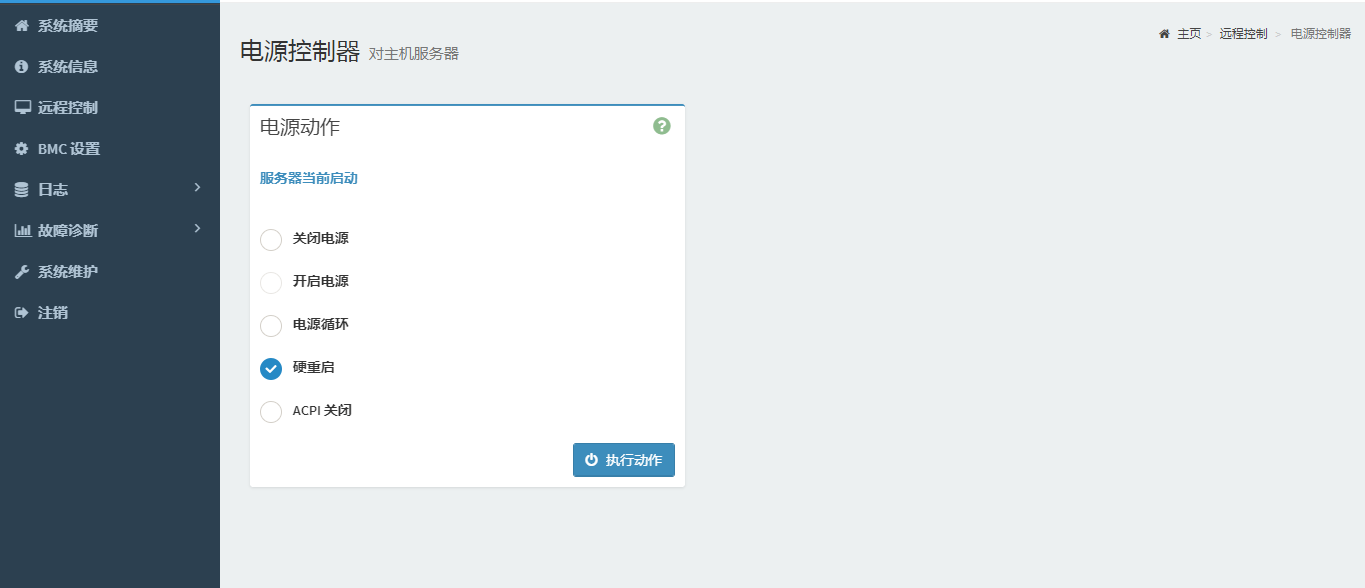 系统摘要
系统信息
远程控制
BMC 设置
日志
故障诊断
系统维护
注销
电源控制器 对主机服务器
主页 > 远程控制 > 电源控制器
电源动作
服务器当前启动
关闭电源
开启电源
电源循环
硬重启
ACPI 关闭
执行动作